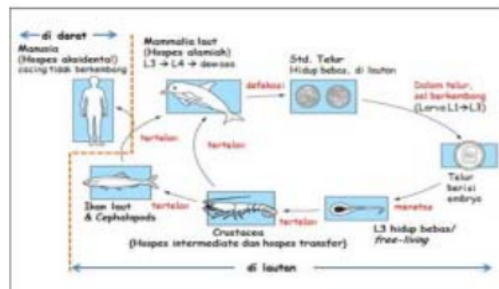 di darat
Manusia
(Hospes aksidental)
cacing tidak berkembang
Mammalia laut
(Hospes alamiah)
L3 → L4 → dewasa
defekasi
Std. Telur
Hidup bebas, di lautan
Dalam telur,
sel berkembang
(Larva L1→L3)
Telur
berisi
embryo
menetas
L3 hidup bebas/
free-living
tertelan
Crustacea
(Hospes intermediate dan hospes transfer)
tertelan
Ikan laut
& Cephalopods
tertelan
tertelan
tertelan
di lautan